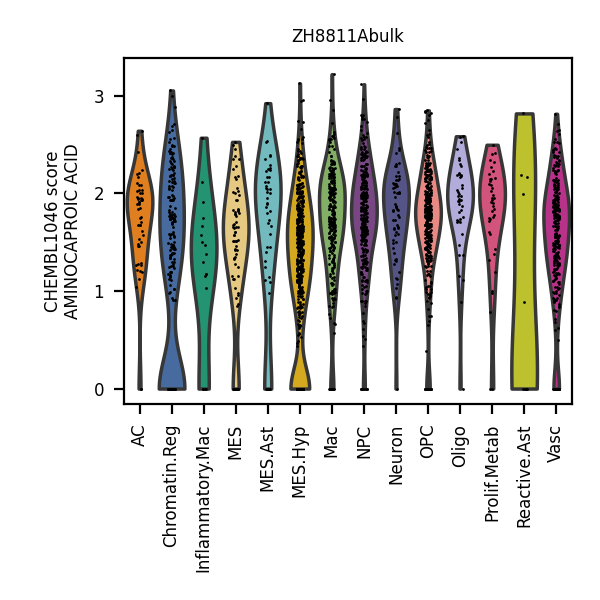 ZH8811Abulk
CHEMBL1046 score
AMINOCAPROIC ACID
3
2
1
0
AC
Chromatin.Reg
Inflammatory.Mac
MES
MES.Ast
MES.Hyp
Mac
NPC
Neuron
OPC
Oligo
Prolif.Metab
Reactive.Ast
Vasc